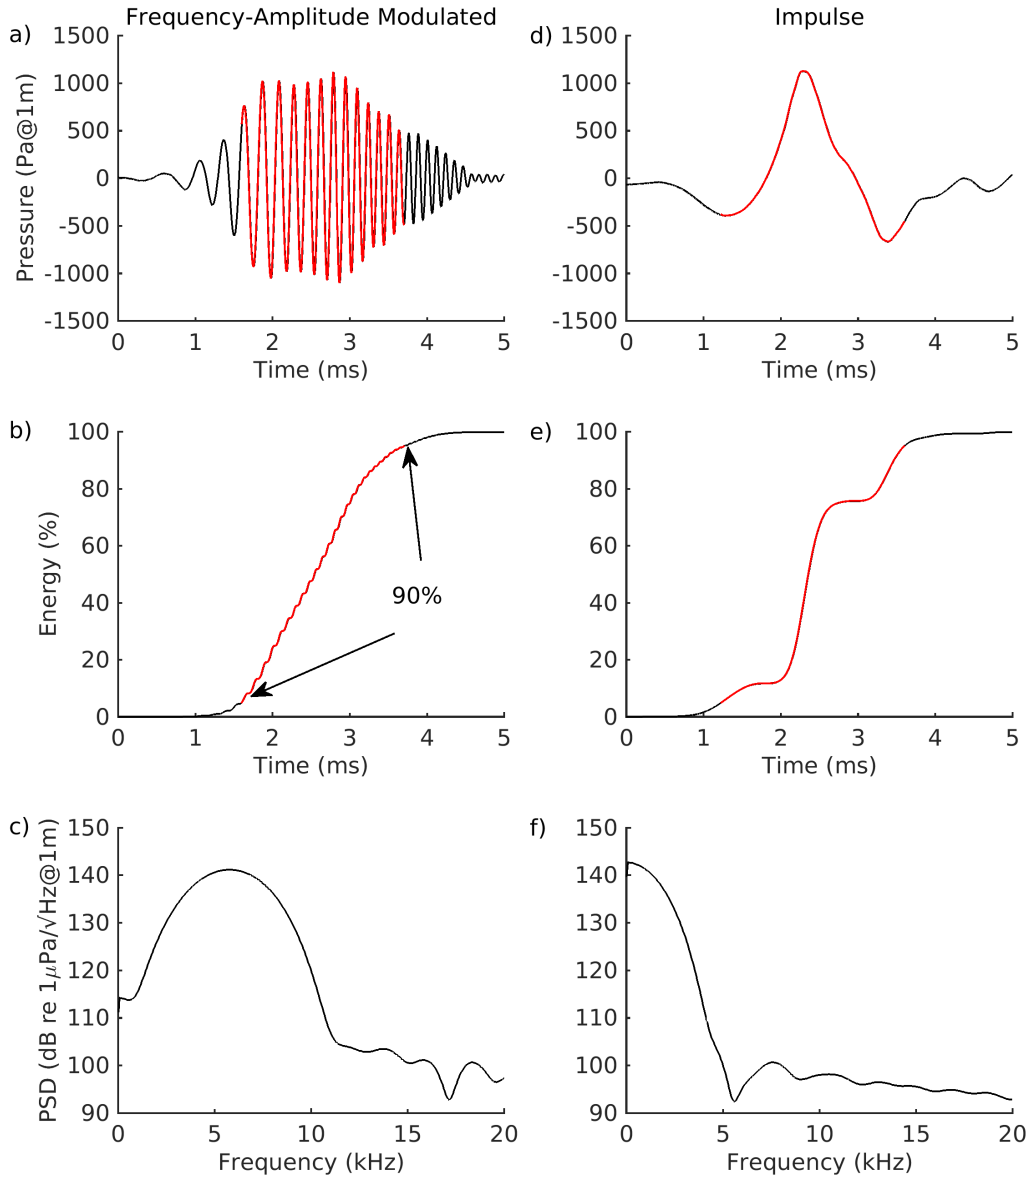 Frequency-Amplitude Modulated
a)
1500
1000
500
0
-500
-1000
-1500
Pressure (Pa@1m)
0 1 2 3 4 5
Time (ms)
Impulse
d)
1500
1000
500
0
-500
-1000
-1500
0 1 2 3 4 5
Time (ms)
b)
100
80
60
40
20
0
Energy (%)
90%
0 1 2 3 4 5
Time (ms)
e)
100
80
60
40
20
0
0 1 2 3 4 5
Time (ms)
c)
150
140
130
120
110
100
90
PSD (dB re 1μPa/√Hz@1m)
0 5 10 15 20
Frequency (kHz)
f)
150
140
130
120
110
100
90
0 5 10 15 20
Frequency (kHz)